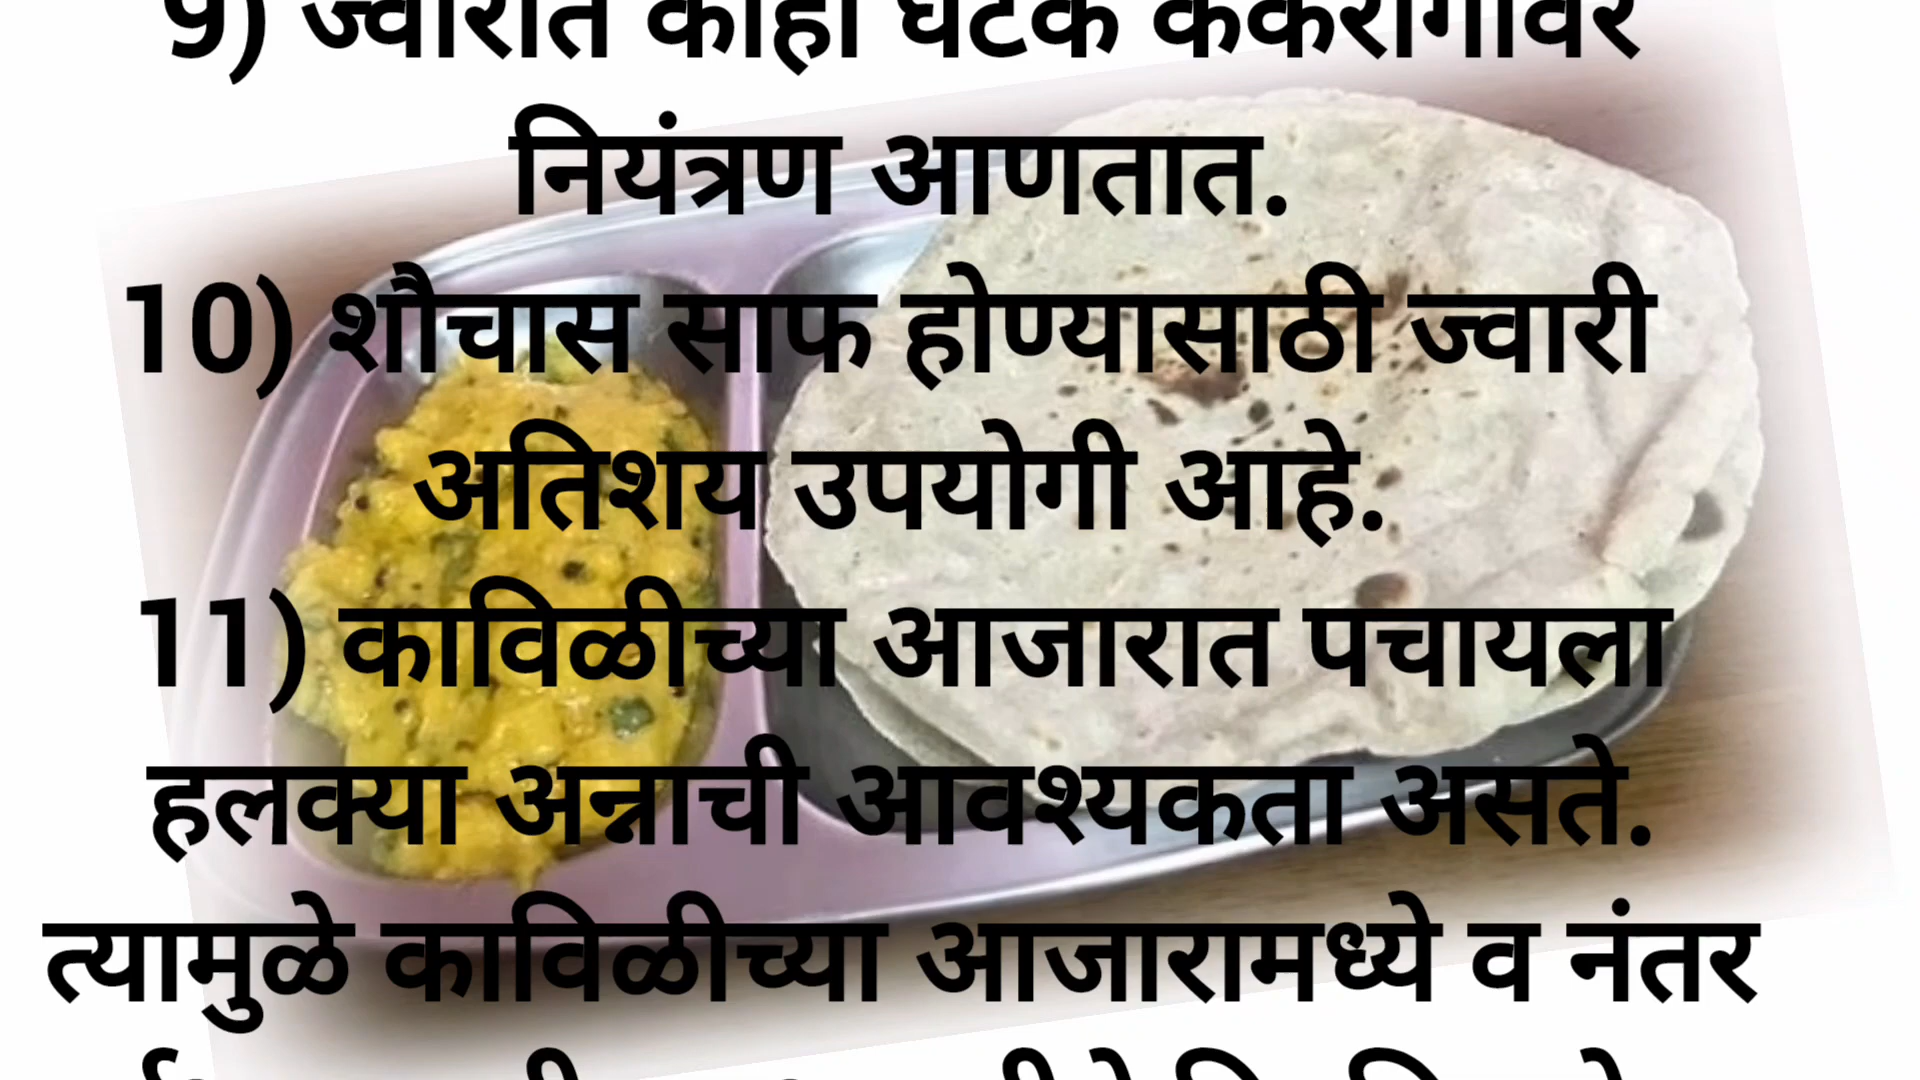 9) ज्वारीत काही घटक कर्करोगावर
नियंत्रण आणतात.
10) शौचास साफ होण्यासाठी ज्वारी
अतिशय उपयोगी आहे.
11) काविळीच्या आजारात पचायला
हलक्या अन्नाची आवश्यकता असते.
त्यामुळे काविळीच्या आजारामध्ये व नंतर